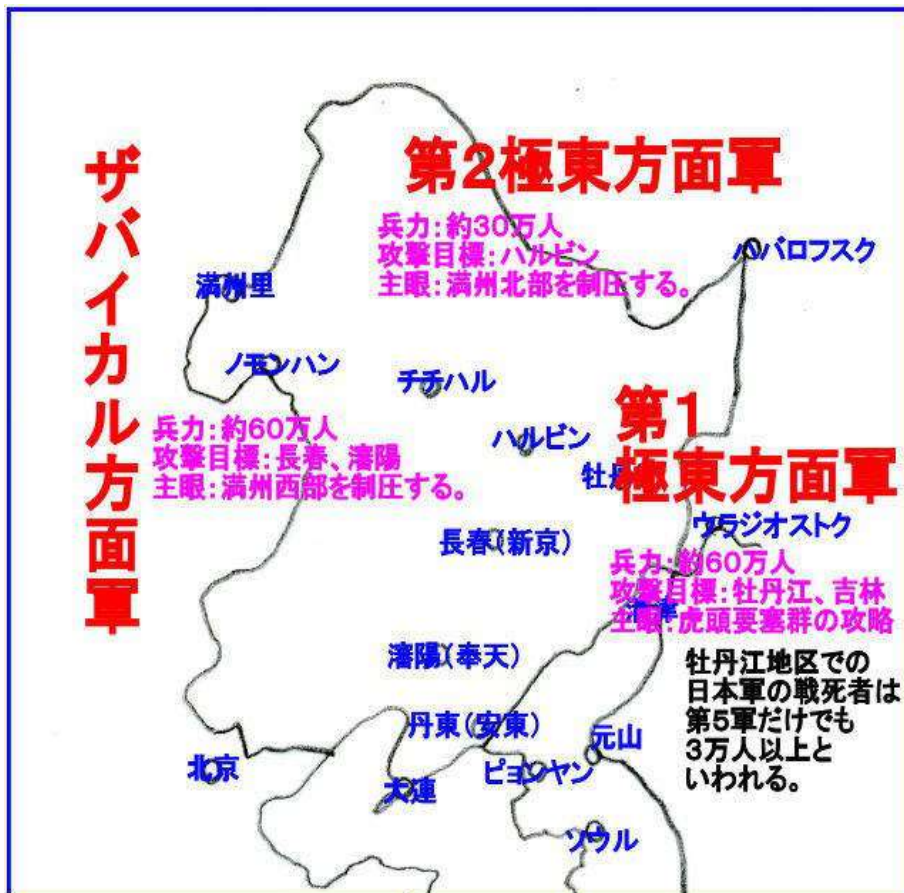 ザバイカル方面軍
第2極東方面軍
兵力:約30万人
攻撃目標:ハルビン
主眼:満州北部を制圧する。
ハバロフスク
満州里
ノモンハン
チチハル
兵力:約60万人
攻撃目標:長春、瀋陽
主眼:満州西部を制圧する。
ハルビン
第1
極東方面軍
牡丹
ウラジオストク
長春(新京)
兵力:約60万人
攻撃目標:牡丹江、吉林
主眼:虎頭要塞群の攻略
瀋陽(奉天)
牡丹江地区での
日本軍の戦死者は
第5軍だけでも
3万人以上と
いわれる。
丹東(安東)
元山
北京
大連
ピョンヤン
ソウル